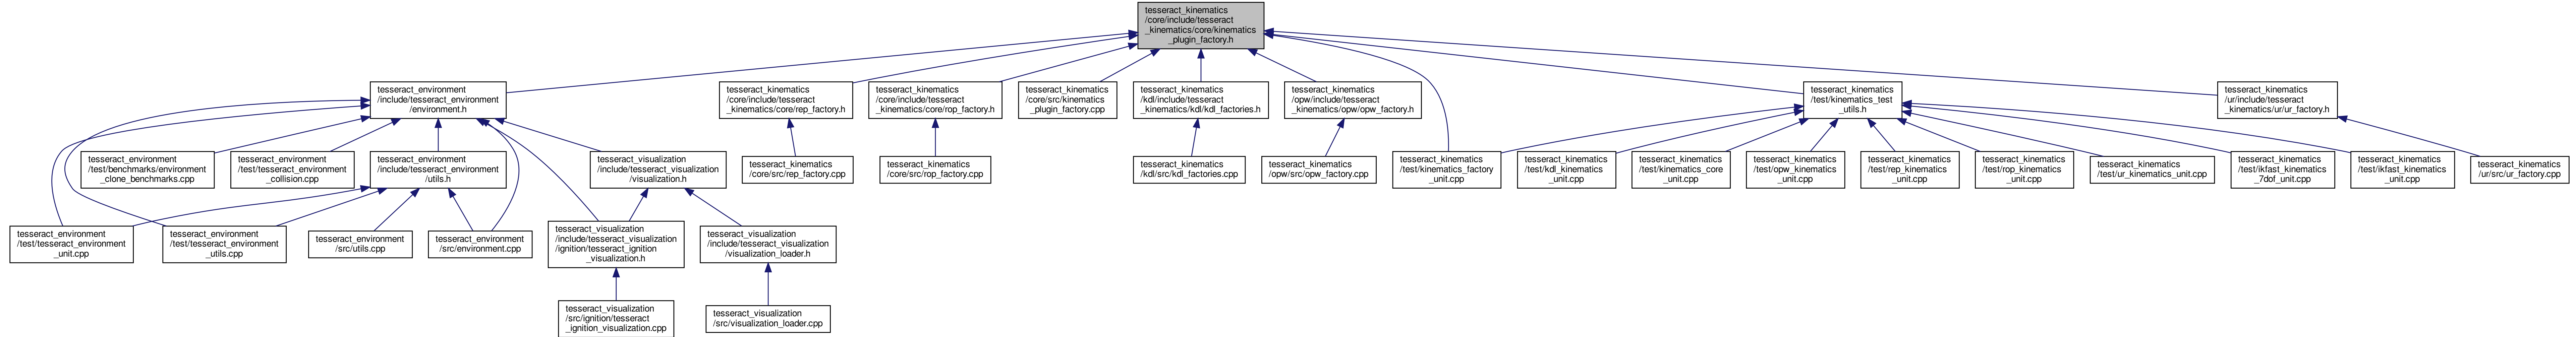 tesseract_kinematics
/core/include/tesseract
_kinematics/core/kinematics
_plugin_factory.h
tesseract_environment
/include/tesseract_environment
/environment.h
tesseract_kinematics
/core/include/tesseract
_kinematics/core/rep_factory.h
tesseract_kinematics
/core/include/tesseract
_kinematics/core/rop_factory.h
tesseract_kinematics
/core/src/kinematics
_plugin_factory.cpp
tesseract_kinematics
/kdl/include/tesseract
_kinematics/kdl/kdl_factories.h
tesseract_kinematics
/opw/include/tesseract
_kinematics/opw/opw_factory.h
tesseract_kinematics
/test/kinematics_test
_utils.h
tesseract_kinematics
/ur/include/tesseract
_kinematics/ur/ur_factory.h
tesseract_environment
/test/benchmarks/environment
_clone_benchmarks.cpp
tesseract_environment
/test/tesseract_environment
_collision.cpp
tesseract_environment
/include/tesseract_environment
/utils.h
tesseract_visualization
/include/tesseract_visualization
/visualization.h
tesseract_kinematics
/core/src/rep_factory.cpp
tesseract_kinematics
/core/src/rop_factory.cpp
tesseract_kinematics
/kdl/src/kdl_factories.cpp
tesseract_kinematics
/opw/src/opw_factory.cpp
tesseract_kinematics
/test/kinematics_factory
_unit.cpp
tesseract_kinematics
/test/kdl_kinematics
_unit.cpp
tesseract_kinematics
/test/kinematics_core
_unit.cpp
tesseract_kinematics
/test/opw_kinematics
_unit.cpp
tesseract_kinematics
/test/rep_kinematics
_unit.cpp
tesseract_kinematics
/test/rop_kinematics
_unit.cpp
tesseract_kinematics
/test/ur_kinematics_unit.cpp
tesseract_kinematics
/test/ikfast_kinematics
_7dof_unit.cpp
tesseract_kinematics
/test/ikfast_kinematics
_unit.cpp
tesseract_kinematics
/ur/src/ur_factory.cpp
tesseract_environment
/test/tesseract_environment
_unit.cpp
tesseract_environment
/test/tesseract_environment
_utils.cpp
tesseract_environment
/src/utils.cpp
tesseract_environment
/src/environment.cpp
tesseract_visualization
/include/tesseract_visualization
/ignition/tesseract_ignition
_visualization.h
tesseract_visualization
/include/tesseract_visualization
/visualization_loader.h
tesseract_visualization
/src/ignition/tesseract
_ignition_visualization.cpp
tesseract_visualization
/src/visualization_loader.cpp